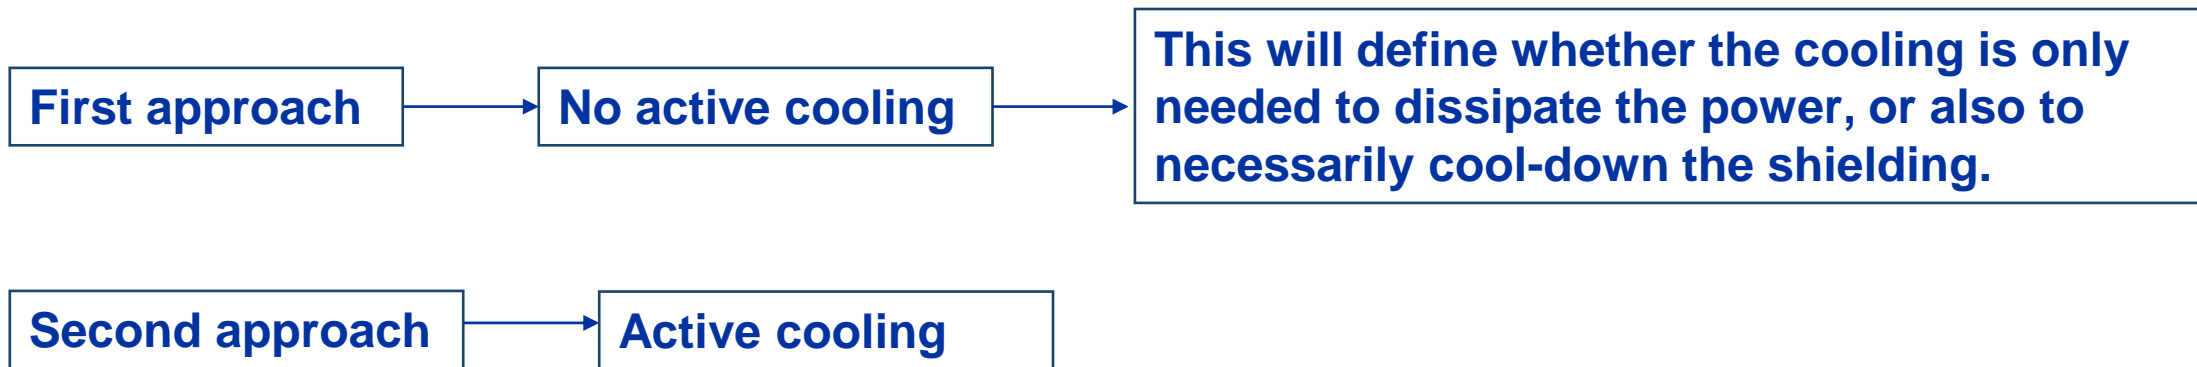 First approach
No active cooling
This will define whether the cooling is only
needed to dissipate the power, or also to
necessarily cool-down the shielding.
Second approach
Active cooling